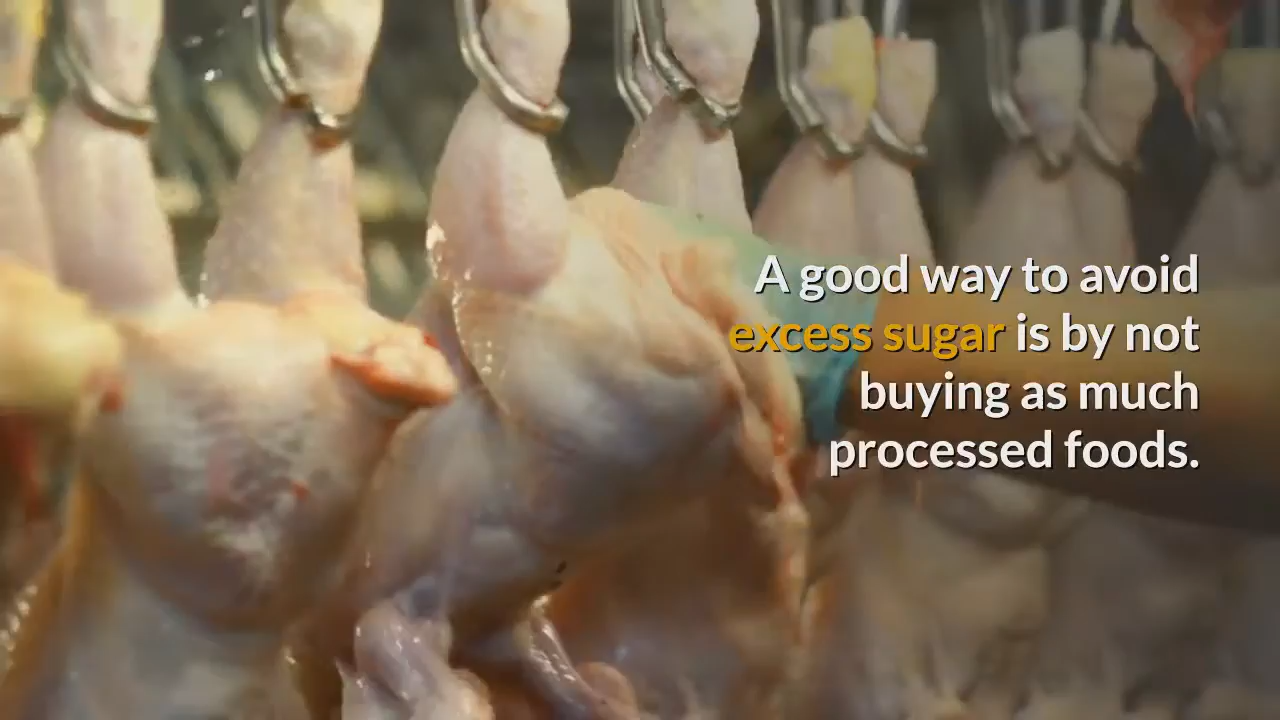 A good way to avoid
excess sugar is by not
buying as much
processed foods.